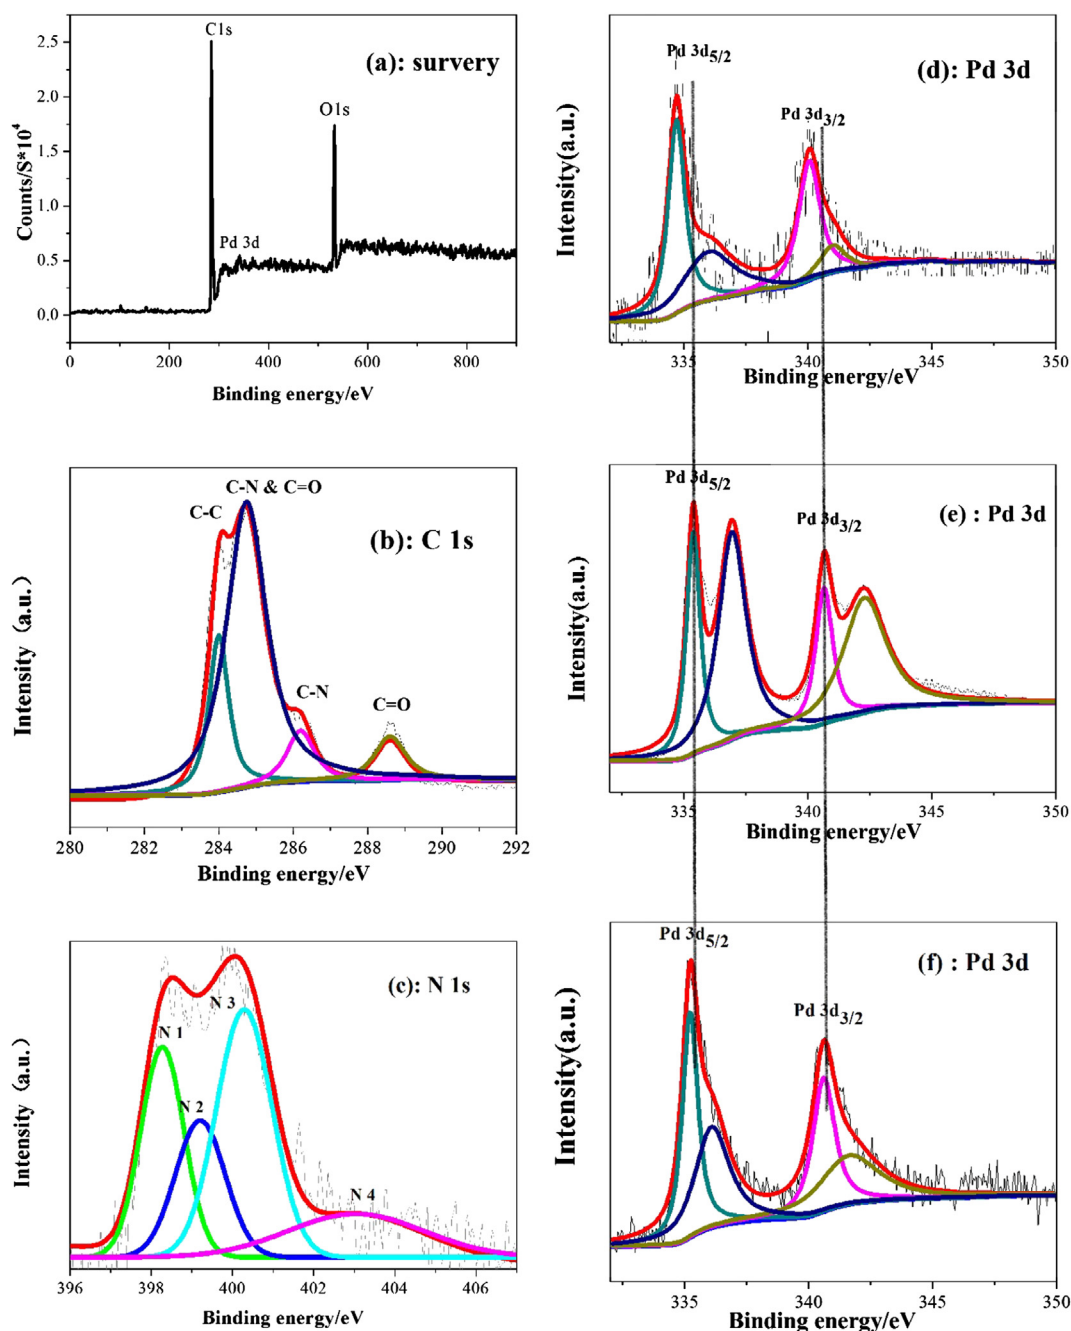 C1s
(a): survery
O1s
Pd 3d
Counts/S*10^4
2.5
2.0
1.5
1.0
0.5
0.0
0 200 400 600 800
Binding energy/eV
C-N & C=O
C-C
(b): C 1s
C-N
C=O
Intensity (a.u.)
280 282 284 286 288 290 292
Binding energy/eV
(c): N 1s
N 3
N 1
N 2
N 4
Intensity (a.u.)
396 398 400 402 404 406
Binding energy/eV
Pd 3d5/2
(d): Pd 3d
Pd 3d3/2
Intensity(a.u.)
335 340 345 350
Binding energy/eV
Pd 3d5/2
(e) : Pd 3d
Pd 3d3/2
Intensity(a.u.)
335 340 345 350
Binding energy/eV
Pd 3d5/2
(f) : Pd 3d
Pd 3d3/2
Intensity(a.u.)
335 340 345 350
Binding energy/eV